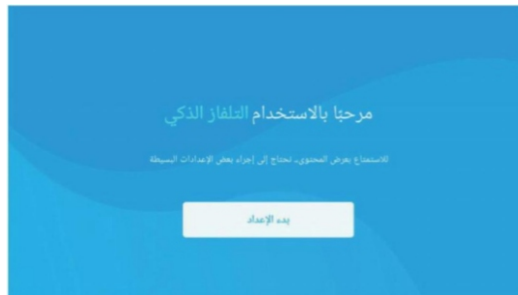 مرحبًا بالاستخدام التلفاز الذكي
للاستمتاع بعرض المحتوى، نحتاج إلى إجراء بعض الإعدادات البسيطة
بدء الإعداد